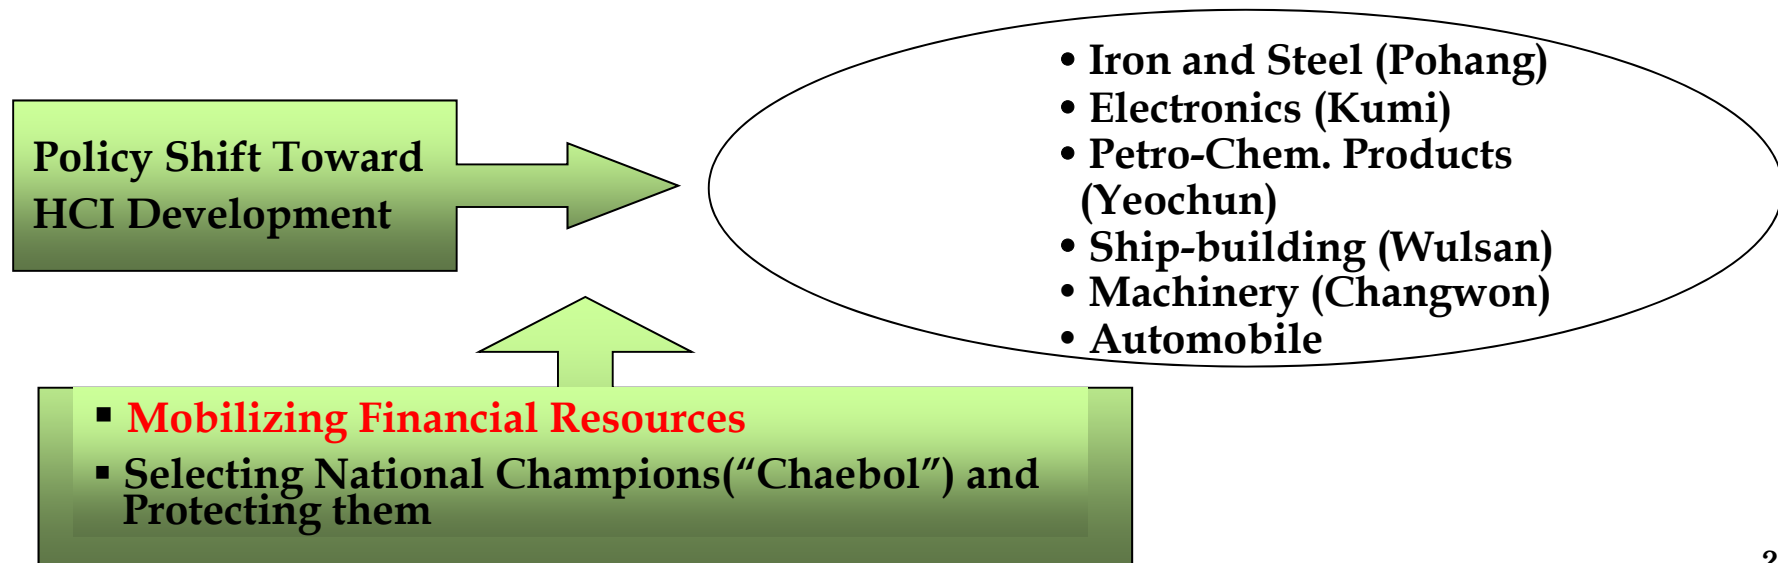 Policy Shift Toward
HCI Development
• Iron and Steel (Pohang)
• Electronics (Kumi)
• Petro-Chem. Products
(Yeochun)
• Ship-building (Wulsan)
• Machinery (Changwon)
• Automobile
▪ Mobilizing Financial Resources
▪ Selecting National Champions(“Chaebol”) and
Protecting them